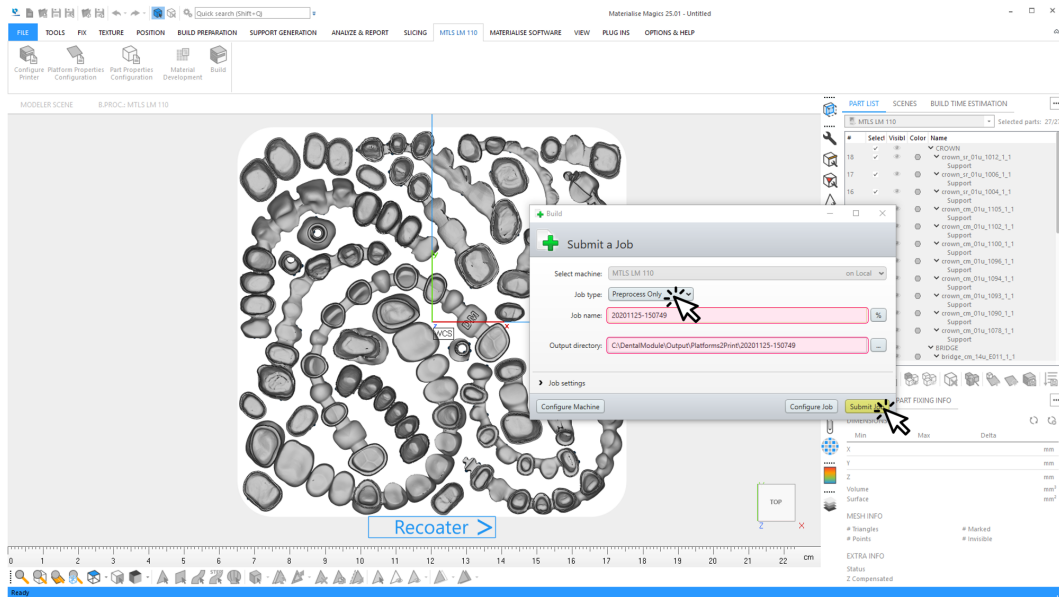 Quick search (Shift+Q)
Materialise Magics 25.01 - Untitled
FILE TOOLS FIX TEXTURE POSITION BUILD PREPARATION SUPPORT GENERATION ANALYZE & REPORT SLICING MTLS LM 110 MATERIALISE SOFTWARE VIEW PLUG INS OPTIONS & HELP
Configure Printer
Platform Properties Configuration
Part Properties Configuration
Material Development
Build
MODELER SCENE B.PROC.: MTLS LM 110
PART LIST SCENES BUILD TIME ESTIMATION
MTLS LM 110 Selected parts: 27/27
# Select Visibl Color Name
CROWN
18 crown_sr_01u_1012_1_1
Support
17 crown_sr_01u_1006_1_1
Support
16 crown_sr_01u_1004_1_1
Support
crown_cm_01u_1105_1_1
Support
crown_cm_01u_1102_1_1
Support
crown_cm_01u_1100_1_1
Support
crown_cm_01u_1096_1_1
Support
crown_cm_01u_1094_1_1
Support
crown_cm_01u_1093_1_1
Support
crown_cm_01u_1090_1_1
Support
crown_cm_01u_1078_1_1
Support
BRIDGE
bridge_cm_14u_E011_1_1
Build
Submit a Job
Select machine: MTLS LM 110 on Local
Job type: Preprocess Only
Job name: 20201125-150749 %
Output directory: C:\DentalModule\Output\Platforms2Print\20201125-150749 ...
Job settings
Configure Machine Configure Job Submit
WCS
X
PART FIXING INFO
DIMENSIONS
Min Max Delta
X mm
Y mm
Z mm
Volume mm³
Surface mm²
MESH INFO
# Triangles # Marked
# Points # Invisible
EXTRA INFO
Status
Z Compensated
TOP
Z X
Recoater >
0 1 2 3 4 5 6 7 8 9 10 11 12 13 14 15 16 17 18 19 20 21 22 cm
Ready